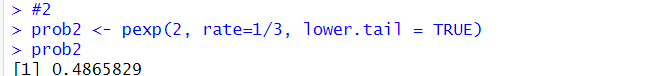 > #2
> prob2 <- pexp(2, rate=1/3, lower.tail = TRUE)
> prob2
[1] 0.4865829